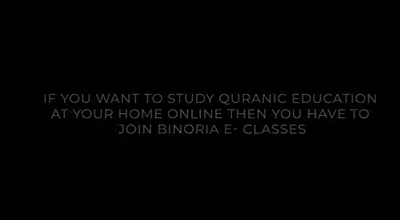 IF YOU WANT TO STUDY QURANIC EDUCATION
AT YOUR HOME ONLINE THEN YOU HAVE TO
JOIN BINORIA E- CLASSES